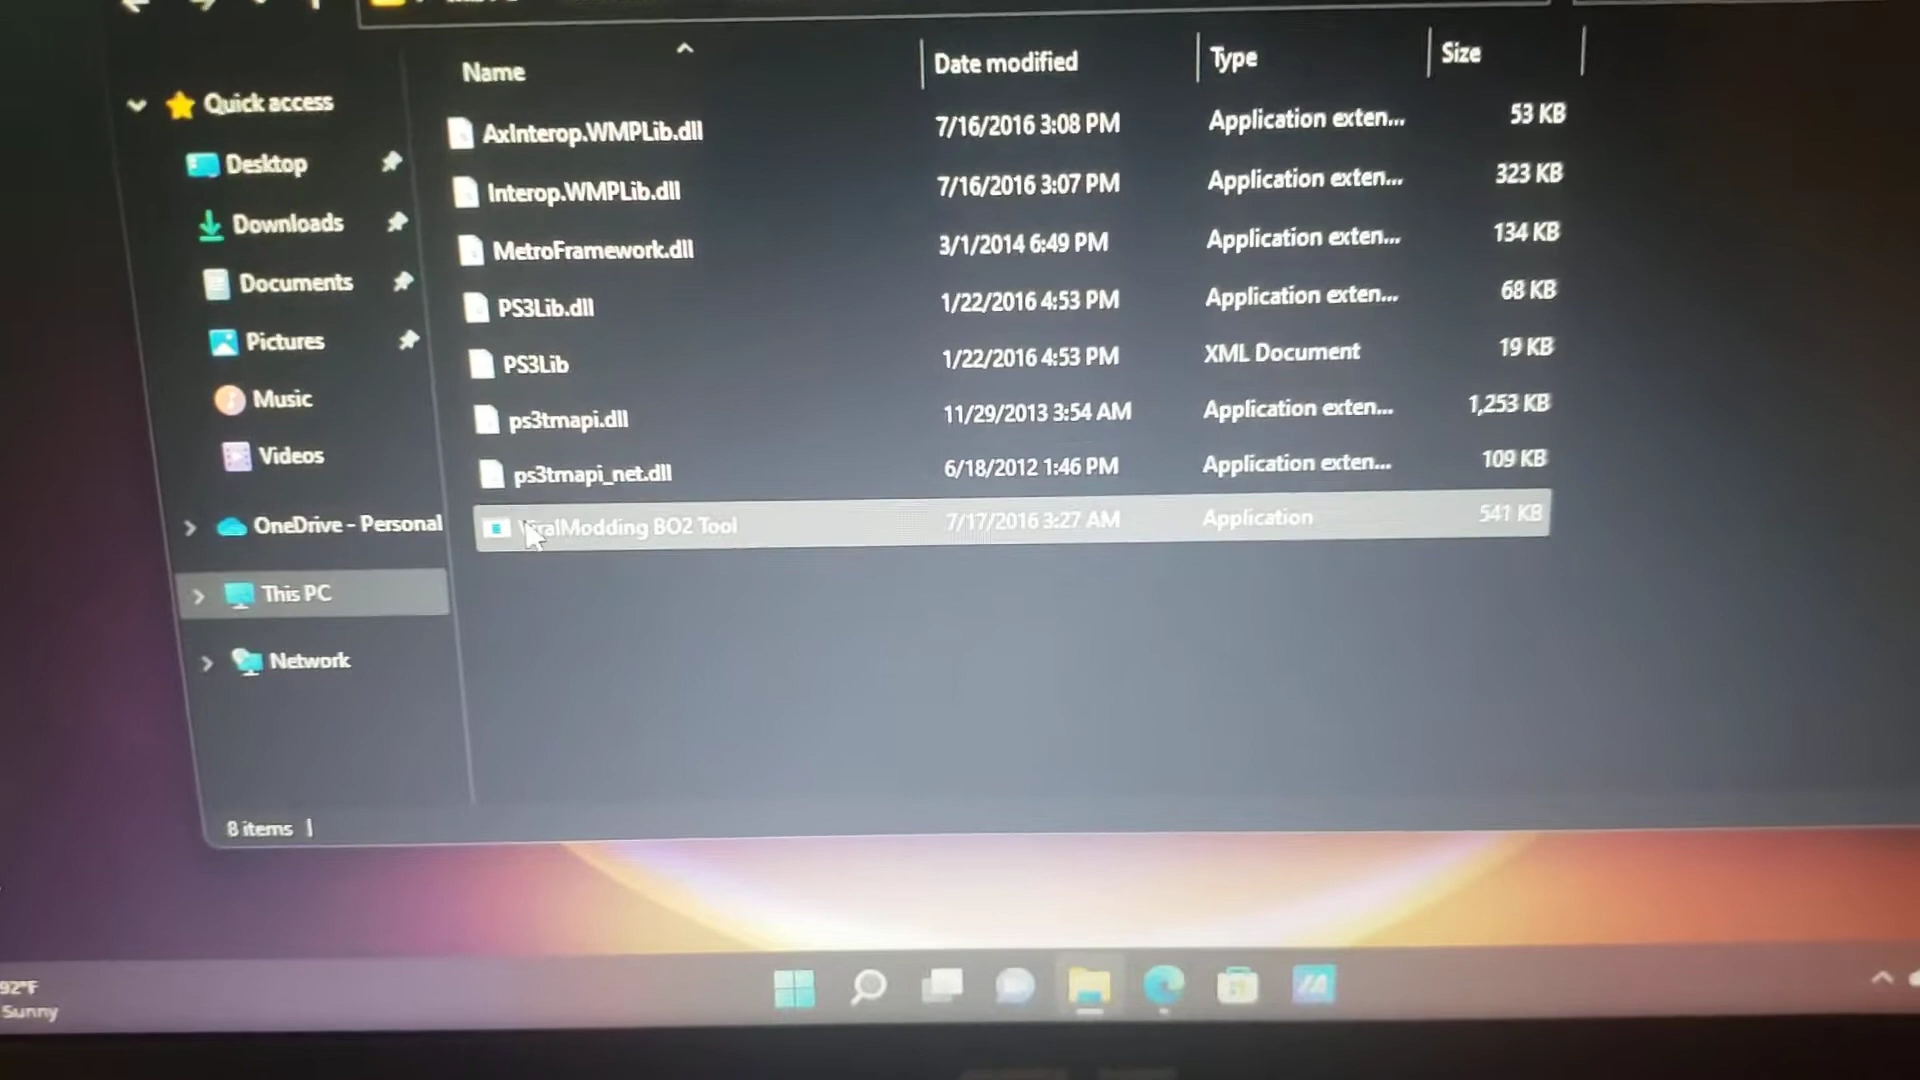 Name
Date modified
Type
Size
Quick access
Desktop
Downloads
Documents
Pictures
Music
Videos
OneDrive - Personal
This PC
Network
AxInterop.WMPLib.dll 7/16/2016 3:08 PM Application exten... 53 KB
Interop.WMPLib.dll 7/16/2016 3:07 PM Application exten... 323 KB
MetroFramework.dll 3/1/2014 6:49 PM Application exten... 134 KB
PS3Lib.dll 1/22/2016 4:53 PM Application exten... 68 KB
PS3Lib 1/22/2016 4:53 PM XML Document 19 KB
ps3tmapi.dll 11/29/2013 3:54 AM Application exten... 1,253 KB
ps3tmapi_net.dll 6/18/2012 1:46 PM Application exten... 109 KB
ViralModding BO2 Tool 7/17/2016 3:27 AM Application 541 KB
8 items
92°F
Sunny